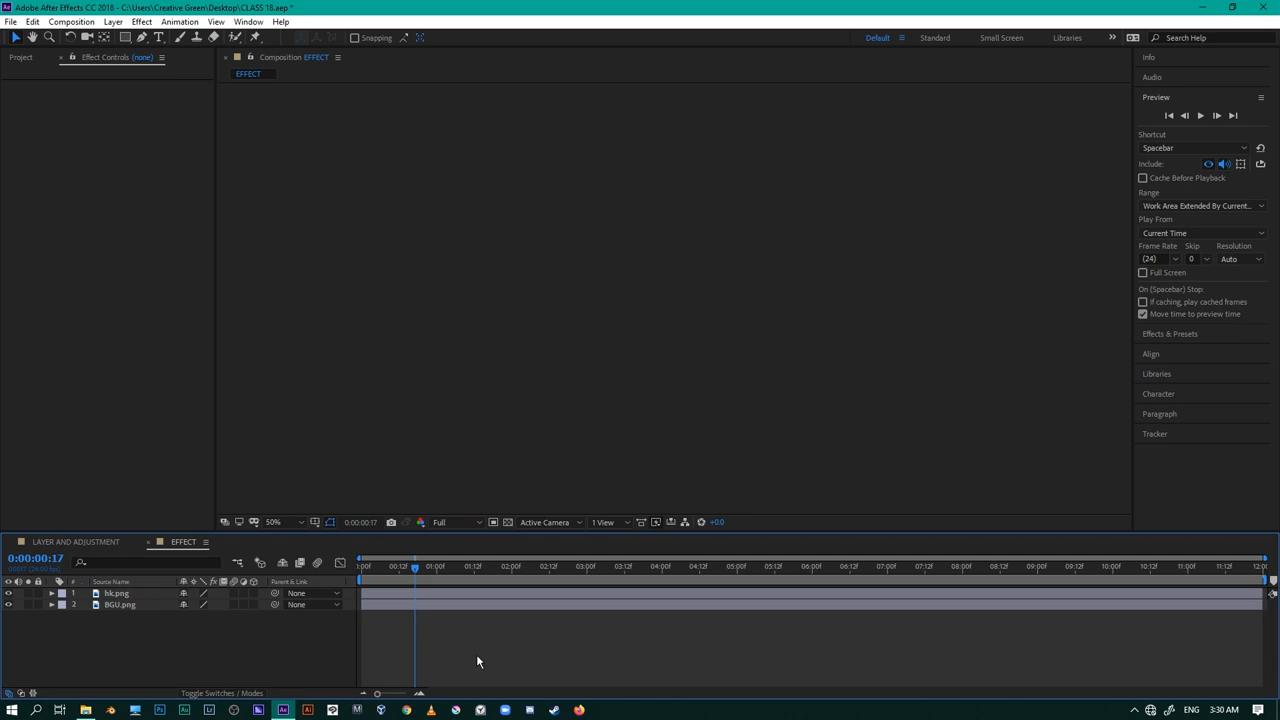 Adobe After Effects CC 2018 - C:\Users\Creative Green\Desktop\CLASS 18.aep *
File Edit Composition Layer Effect Animation View Window Help
Snapping Default Standard Small Screen Libraries Search Help
Project Effect Controls (none) Composition EFFECT
EFFECT
Info
Audio
Preview
Shortcut
Spacebar
Include:
Cache Before Playback
Range
Work Area Extended By Current...
Play From
Current Time
Frame Rate Skip Resolution
(24) 0 Auto
Full Screen
On (Spacebar) Stop:
If caching, play cached frames
Move time to preview time
Effects & Presets
Align
Libraries
Character
Paragraph
Tracker
50% 0:00:00:17 Full Active Camera 1 View +0.0
LAYER AND ADJUSTMENT EFFECT
0:00:00:17
00017 (24.00 fps)
:00f 00:12f 01:00f 01:12f 02:00f 02:12f 03:00f 03:12f 04:00f 04:12f 05:00f 05:12f 06:00f 06:12f 07:00f 07:12f 08:00f 08:12f 09:00f 09:12f 10:00f 10:12f 11:00f 11:12f 12:0
# Source Name Parent & Link
1 hk.png None
2 BGU.png None
Toggle Switches / Modes
ENG 3:30 AM